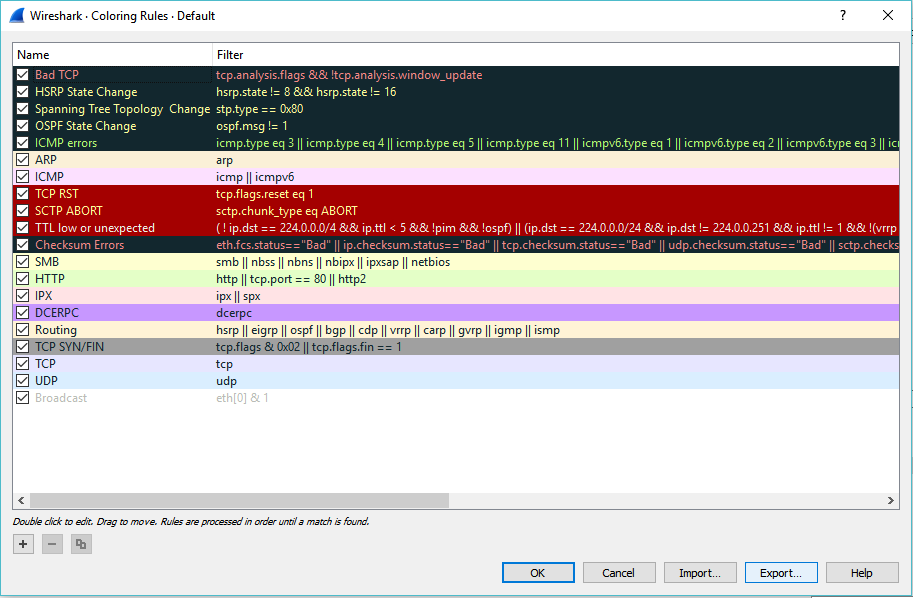 Wireshark · Coloring Rules · Default
Name Filter
Bad TCP tcp.analysis.flags && !tcp.analysis.window_update
HSRP State Change hsrp.state != 8 && hsrp.state != 16
Spanning Tree Topology Change stp.type == 0x80
OSPF State Change ospf.msg != 1
ICMP errors icmp.type eq 3 || icmp.type eq 4 || icmp.type eq 5 || icmp.type eq 11 || icmpv6.type eq 1 || icmpv6.type eq 2 || icmpv6.type eq 3 ||
ARP arp
ICMP icmp || icmpv6
TCP RST tcp.flags.reset eq 1
SCTP ABORT sctp.chunk_type eq ABORT
TTL low or unexpected ( ! ip.dst == 224.0.0.0/4 && ip.ttl < 5 && !pim && !ospf) || (ip.dst == 224.0.0.0/24 && ip.dst != 224.0.0.251 && ip.ttl != 1 && !(vrrp
Checksum Errors eth.fcs.status=="Bad" || ip.checksum.status=="Bad" || tcp.checksum.status=="Bad" || udp.checksum.status=="Bad" || sctp.checks
SMB smb || nbss || nbns || nbipx || ipxsap || netbios
HTTP http || tcp.port == 80 || http2
IPX ipx || spx
DCERPC dcerpc
Routing hsrp || eigrp || ospf || bgp || cdp || vrrp || carp || gvrp || igmp || ismp
TCP SYN/FIN tcp.flags & 0x02 || tcp.flags.fin == 1
TCP tcp
UDP udp
Broadcast eth[0] & 1
Double click to edit. Drag to move. Rules are processed in order until a match is found.
OK Cancel Import... Export... Help